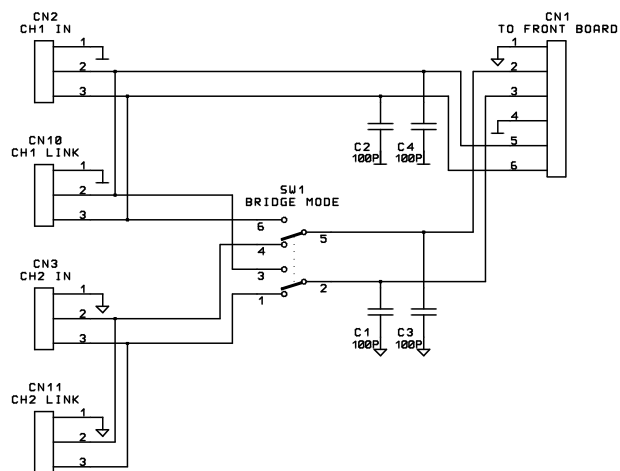 CN2
CH1 IN
1
2
3
CN10
CH1 LINK
1
2
3
CN3
CH2 IN
1
2
3
CN11
CH2 LINK
1
2
3
SW1
BRIDGE MODE
6
5
4
3
2
1
C2
100P
C4
100P
C1
100P
C3
100P
CN1
TO FRONT BOARD
1
2
3
4
5
6